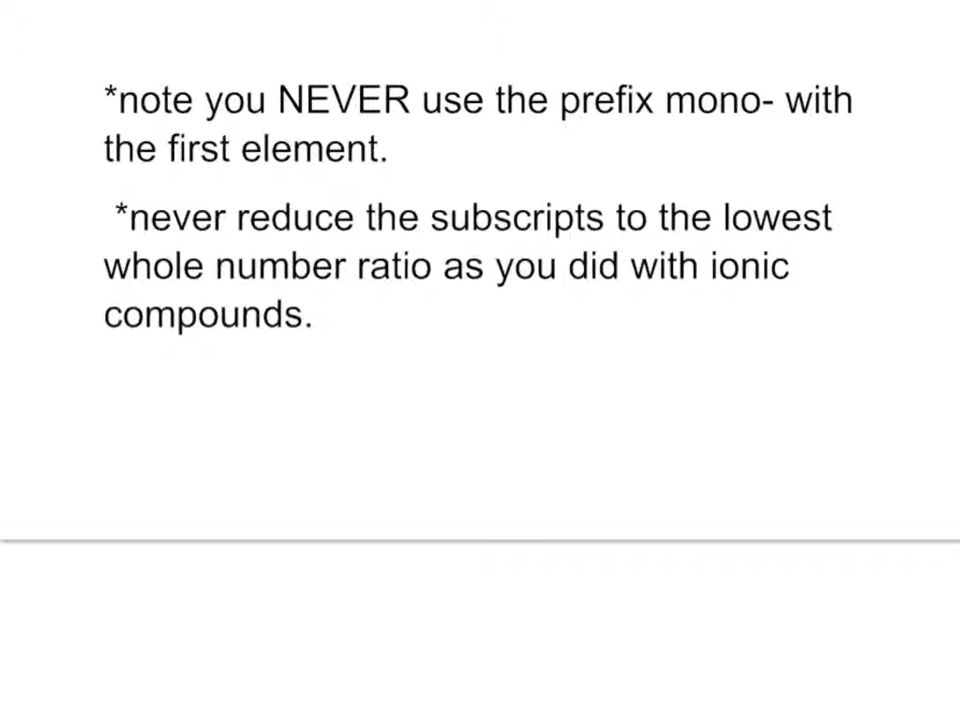 *note you NEVER use the prefix mono- with
the first element.
*never reduce the subscripts to the lowest
whole number ratio as you did with ionic
compounds.